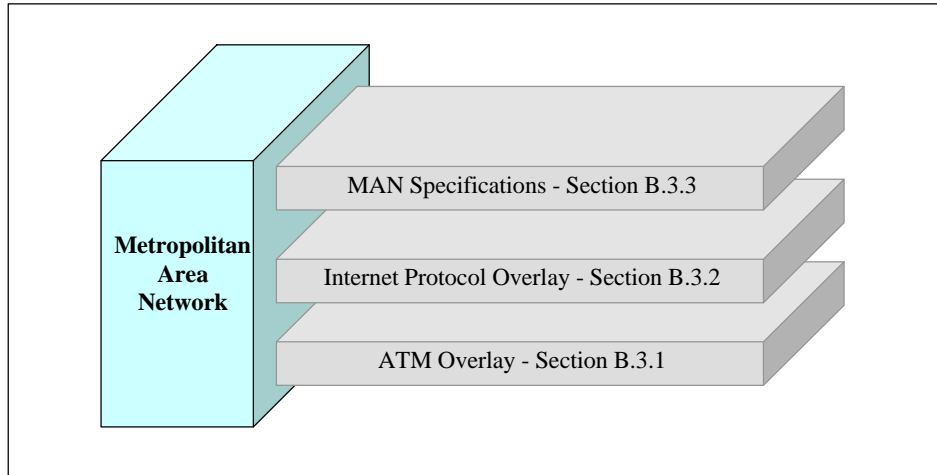 MAN Specifications - Section B.3.3
Metropolitan
Area
Network
Internet Protocol Overlay - Section B.3.2
ATM Overlay - Section B.3.1